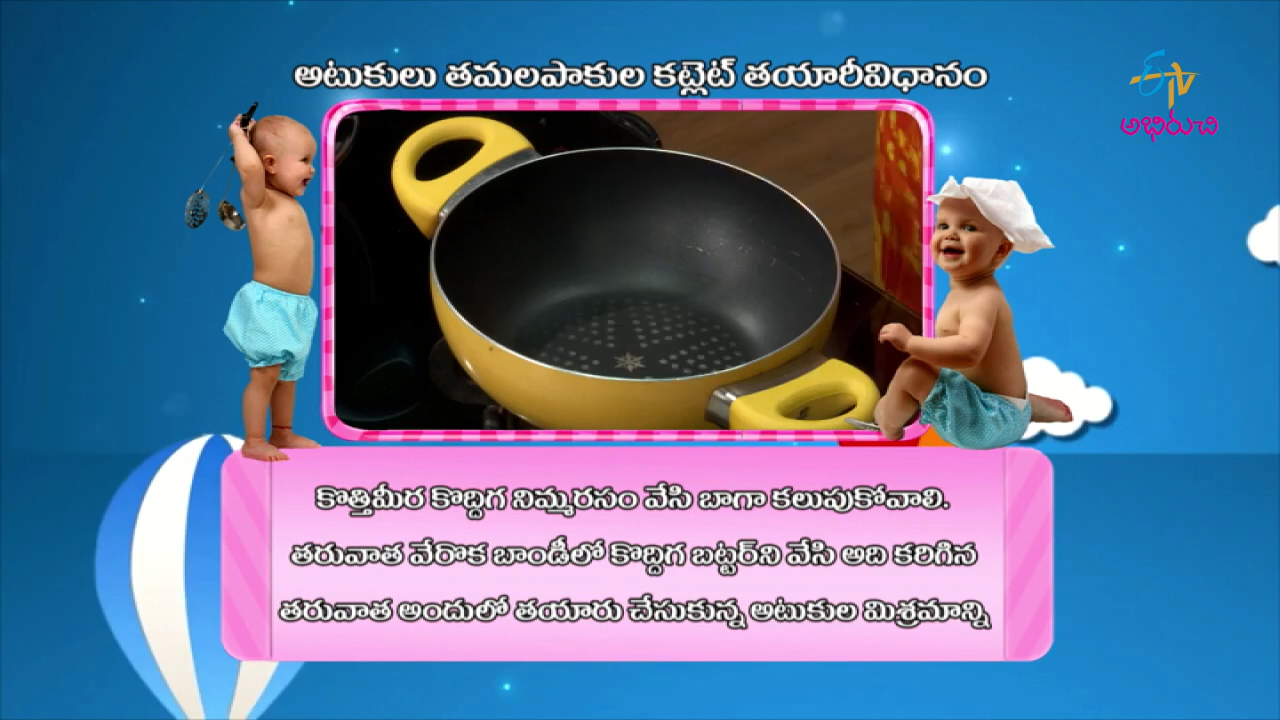 అటుకులు తమలపాకుల కట్లెట్ తయారీవిధానం
ETV
అభిరుచి
కొత్తిమీర కొద్దిగ నిమ్మరసం వేసి బాగా కలుపుకోవాలి.
తరువాత వేరొక బాండీలో కొద్దిగ బట్టర్‌ని వేసి అది కరిగిన
తరువాత అందులో తయారు చేసుకున్న అటుకుల మిశ్రమాన్ని